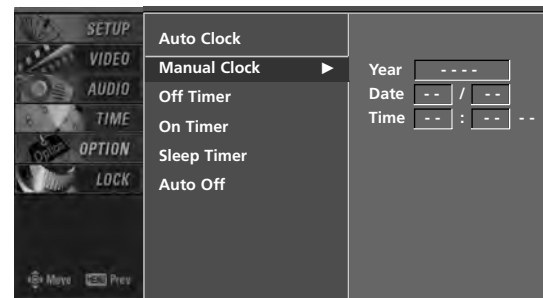 SETUP
VIDEO
AUDIO
TIME
OPTION
LOCK
Option
Move MENU Prev
Auto Clock
Manual Clock ►
Off Timer
On Timer
Sleep Timer
Auto Off
Year - - - -
Date - - / - -
Time - - : - - - -